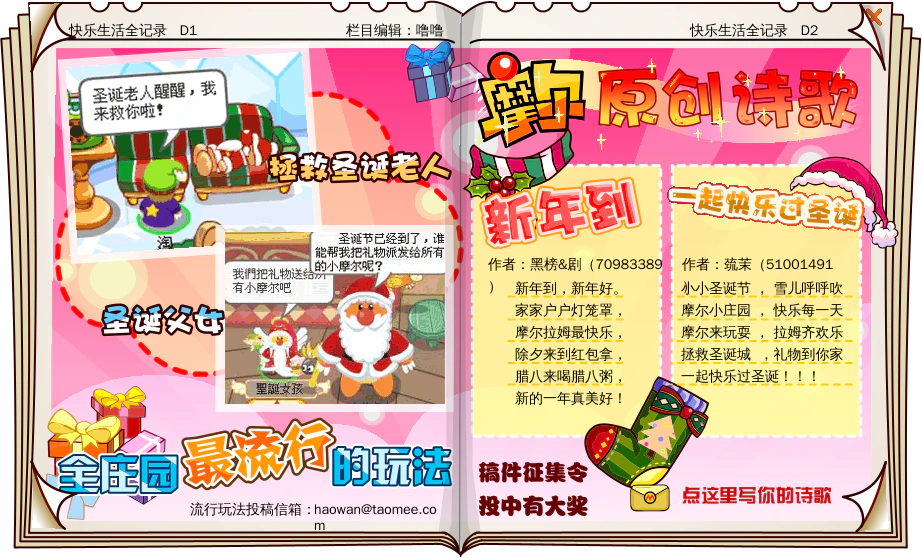 快乐生活全记录 D1
栏目编辑：噜噜
圣诞老人醒醒，我
来救你啦！
淘
拯救圣诞老人
圣诞节已经到了，谁
能帮我把礼物派发给所有
的小摩尔呢？
我們把礼物送给所
有小摩尔吧
聖誕女孩
圣诞父女
全庄园最流行的玩法
流行玩法投稿信箱：haowan@taomee.co
m
快乐生活全记录 D2
原创诗歌
新年到
作者：黑榜&剧（70983389
）
新年到，新年好。
家家户户灯笼罩，
摩尔拉姆最快乐，
除夕来到红包拿，
腊八来喝腊八粥，
新的一年真美好！
一起快乐过圣诞
作者：巯茉（51001491
小小圣诞节 ，雪儿呼呼吹
摩尔小庄园 ，快乐每一天
摩尔来玩耍 ，拉姆齐欢乐
拯救圣诞城 ，礼物到你家
一起快乐过圣诞！！！
稿件征集令
投中有大奖
点这里写你的诗歌